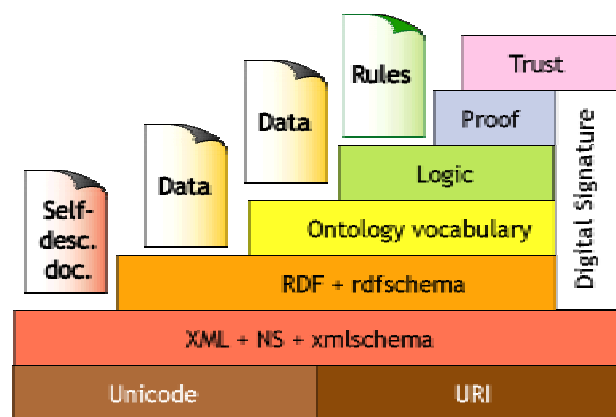 Trust
Rules
Proof
Data
Logic
Data
Ontology vocabulary
Digital Signature
Self-
desc.
doc.
RDF + rdfschema
XML + NS + xmlschema
Unicode
URI